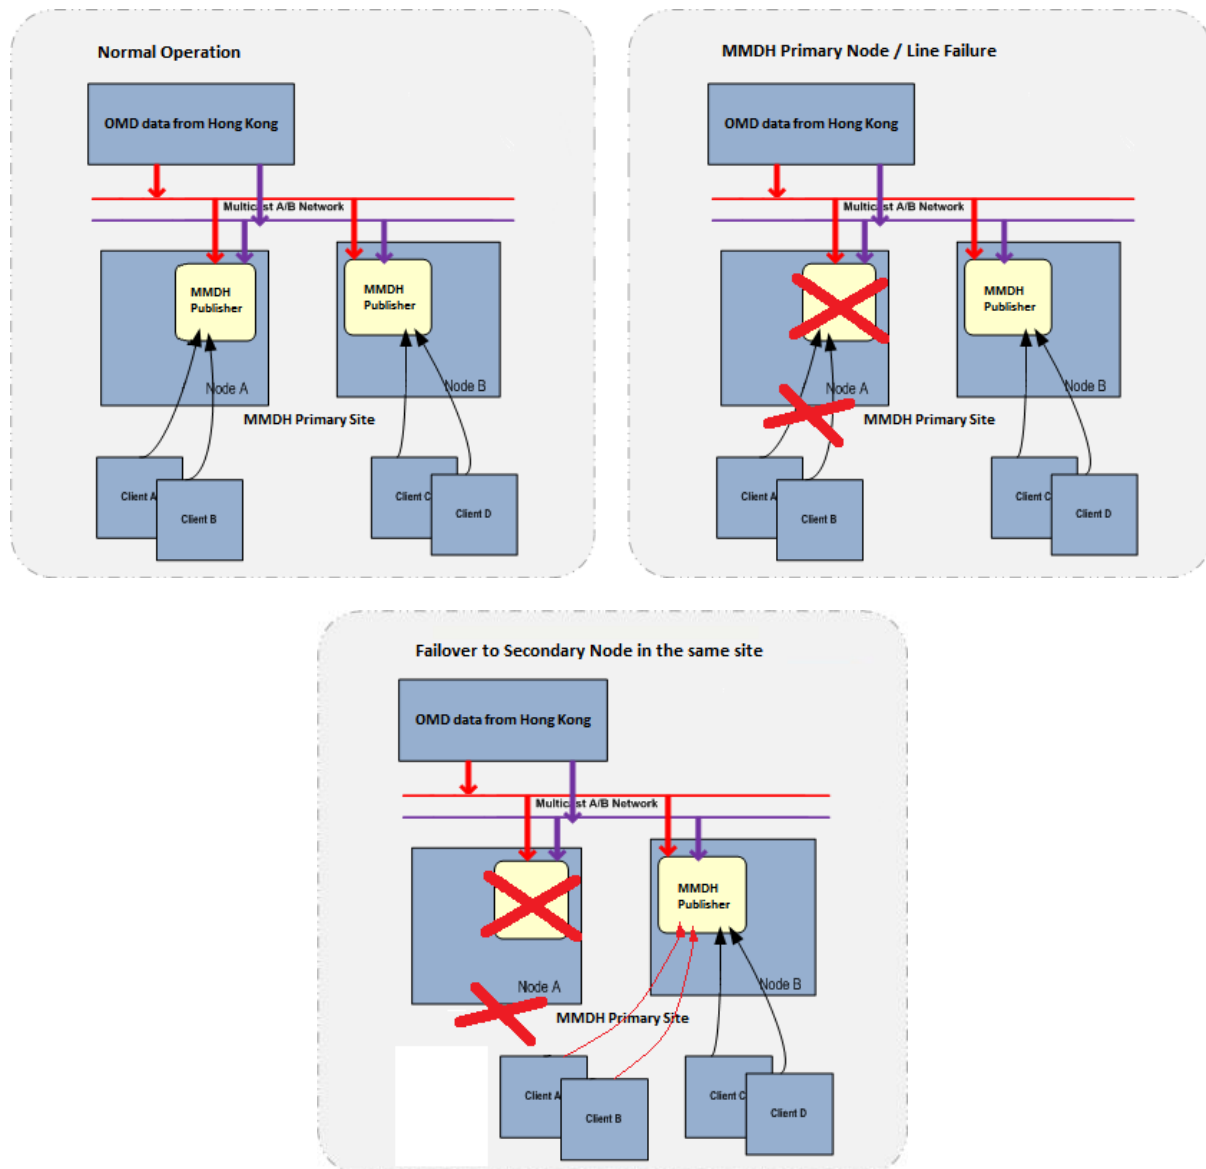 Normal Operation
OMD data from Hong Kong
Multicast A/B Network
MMDH
Publisher
MMDH
Publisher
Node A
Node B
MMDH Primary Site
Client A
Client B
Client C
Client D
MMDH Primary Node / Line Failure
OMD data from Hong Kong
Multicast A/B Network
MMDH
Publisher
Node A
Node B
MMDH Primary Site
Client A
Client B
Client C
Client D
Failover to Secondary Node in the same site
OMD data from Hong Kong
Multicast A/B Network
MMDH
Publisher
Node A
Node B
MMDH Primary Site
Client A
Client B
Client C
Client D